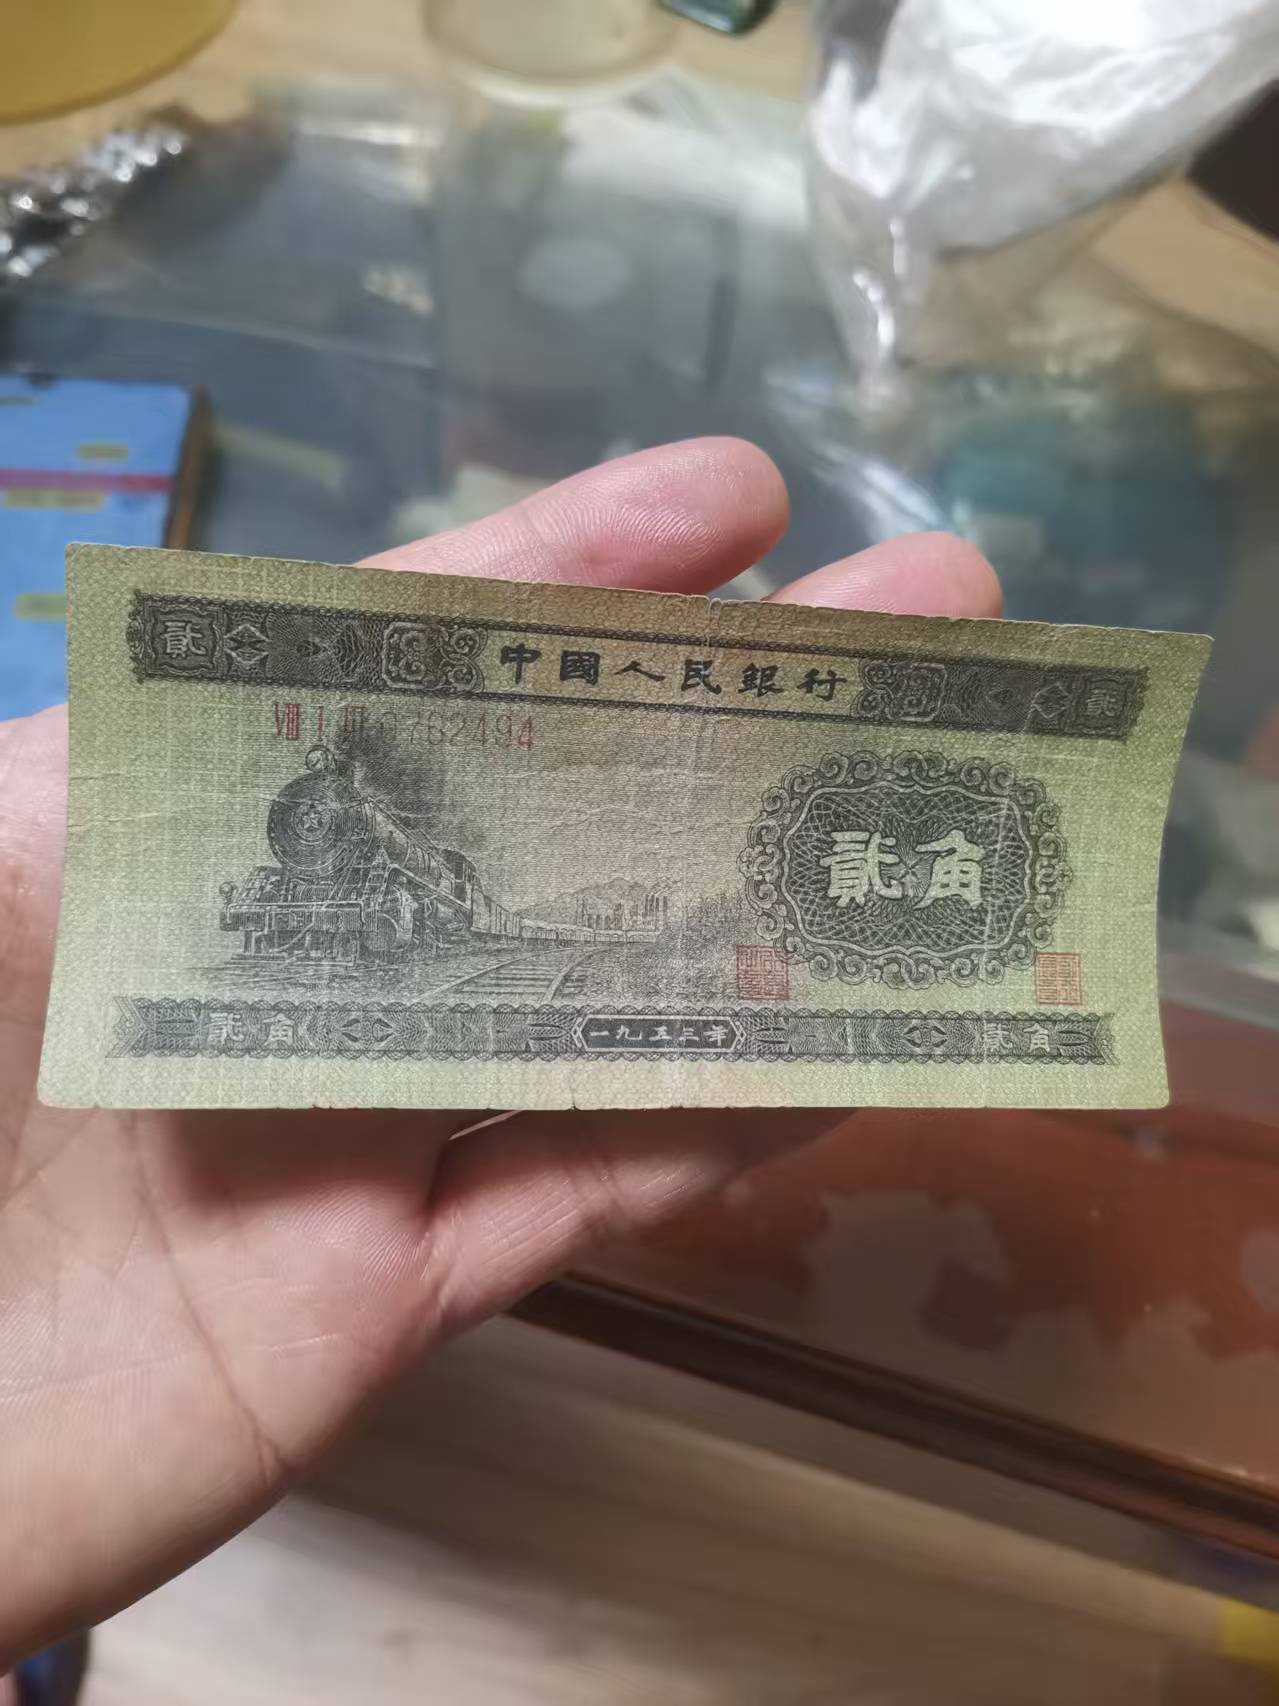 貳 中國人民銀行 貳
VIII I III 0762494
貳角
貳角 一九五三年 貳角